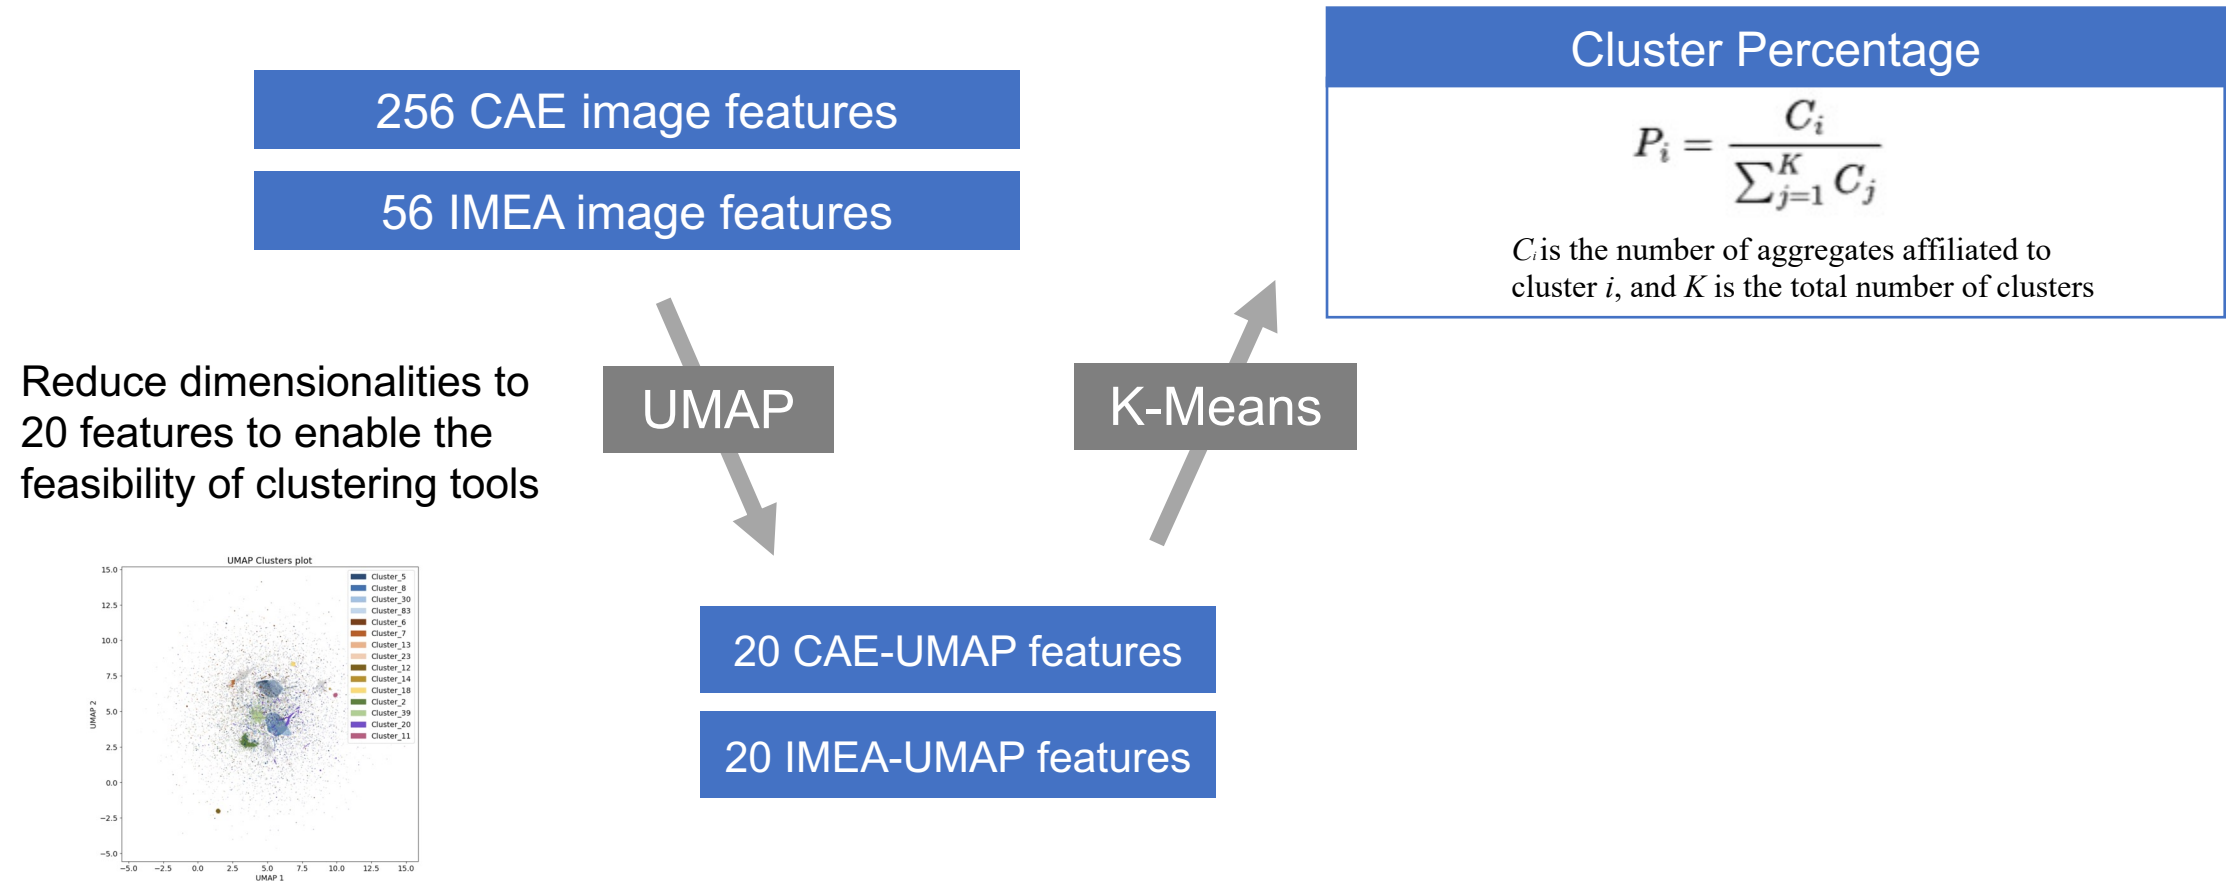 256 CAE image features
56 IMEA image features
Cluster Percentage
P_i = C_i / ∑_{j=1}^{K} C_j
C_i is the number of aggregates affiliated to
cluster i, and K is the total number of clusters
Reduce dimensionalities to
20 features to enable the
feasibility of clustering tools
UMAP
K-Means
20 CAE-UMAP features
20 IMEA-UMAP features
UMAP Clusters plot
Cluster_5
Cluster_8
Cluster_30
Cluster_83
Cluster_6
Cluster_7
Cluster_13
Cluster_23
Cluster_12
Cluster_14
Cluster_18
Cluster_2
Cluster_39
Cluster_20
Cluster_11
15.0
12.5
10.0
7.5
5.0
2.5
0.0
−2.5
−5.0
UMAP 2
−5.0 −2.5 0.0 2.5 5.0 7.5 10.0 12.5 15.0
UMAP 1